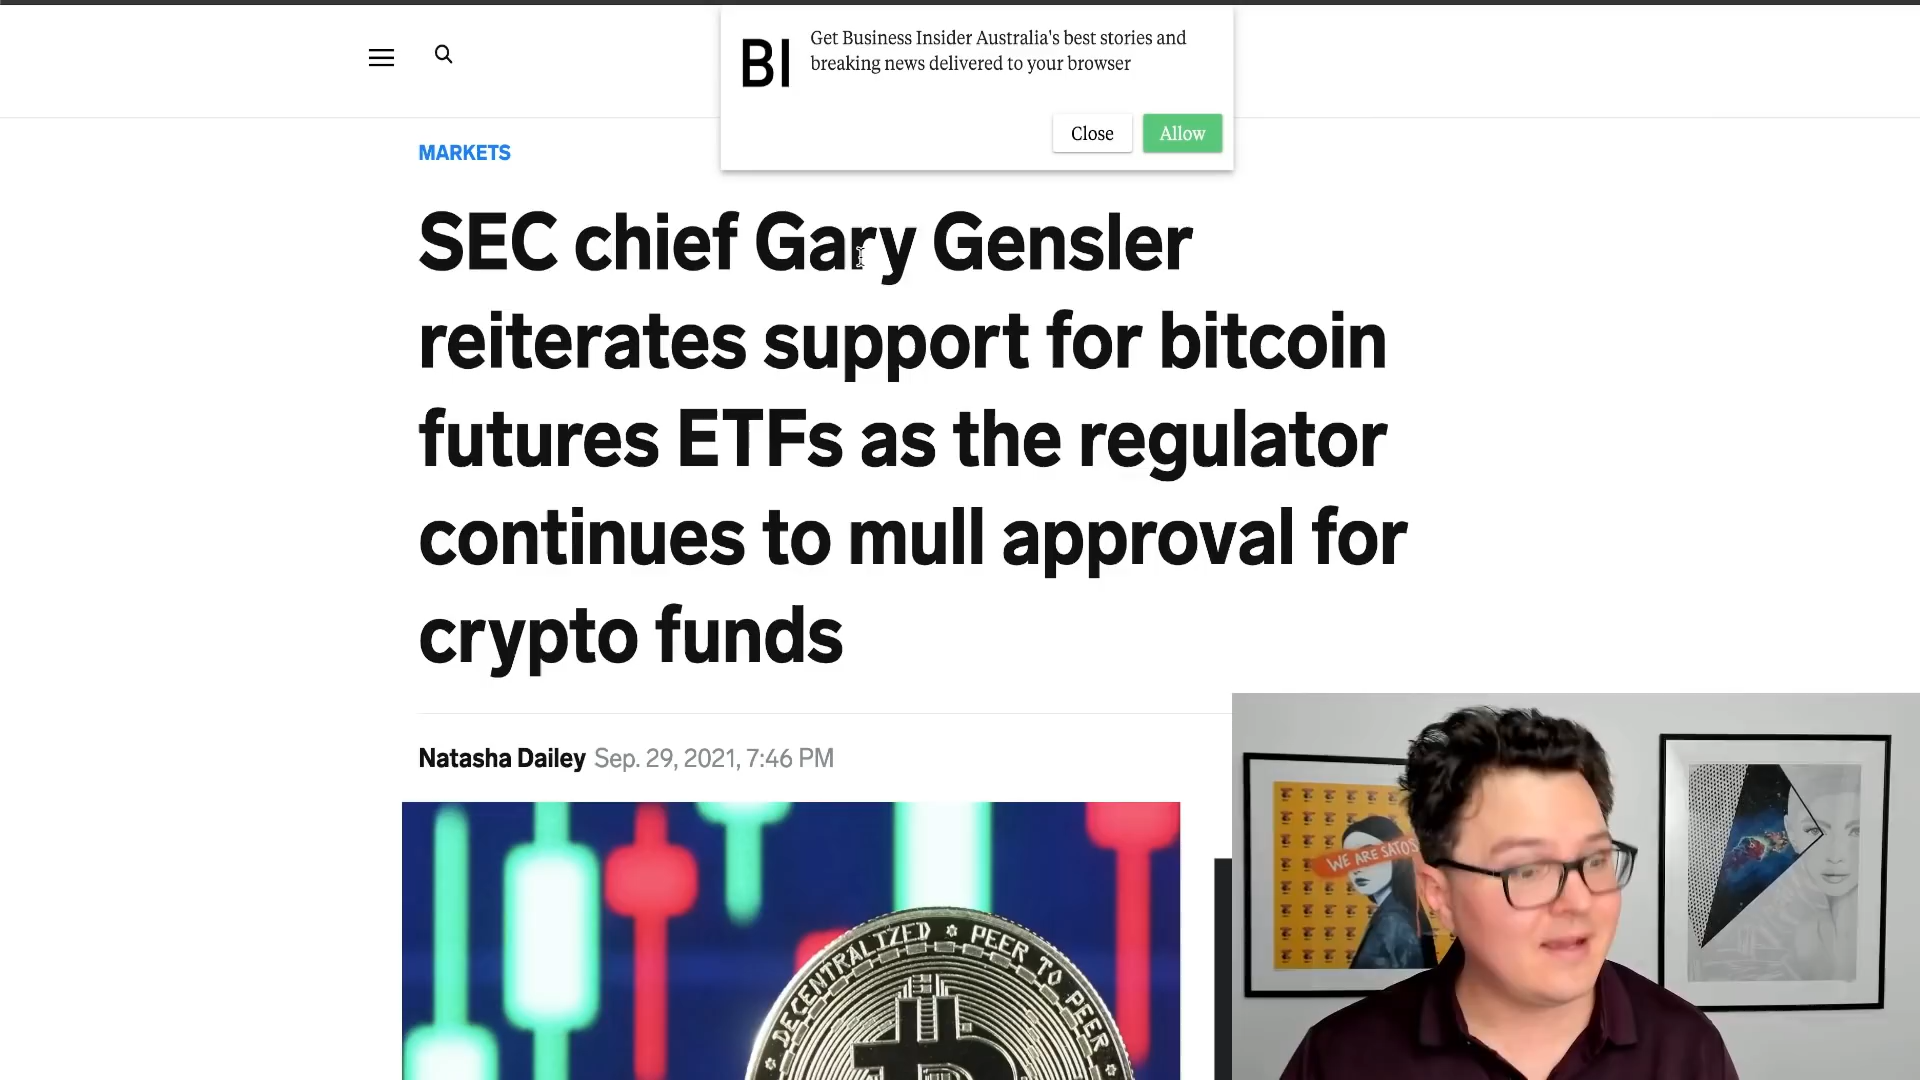 BI
Get Business Insider Australia's best stories and
breaking news delivered to your browser
Close
Allow
MARKETS
SEC chief Gary Gensler
reiterates support for bitcoin
futures ETFs as the regulator
continues to mull approval for
crypto funds
Natasha Dailey Sep. 29, 2021, 7:46 PM
DECENTRALIZED PEER TO PEER
WE ARE SATOS